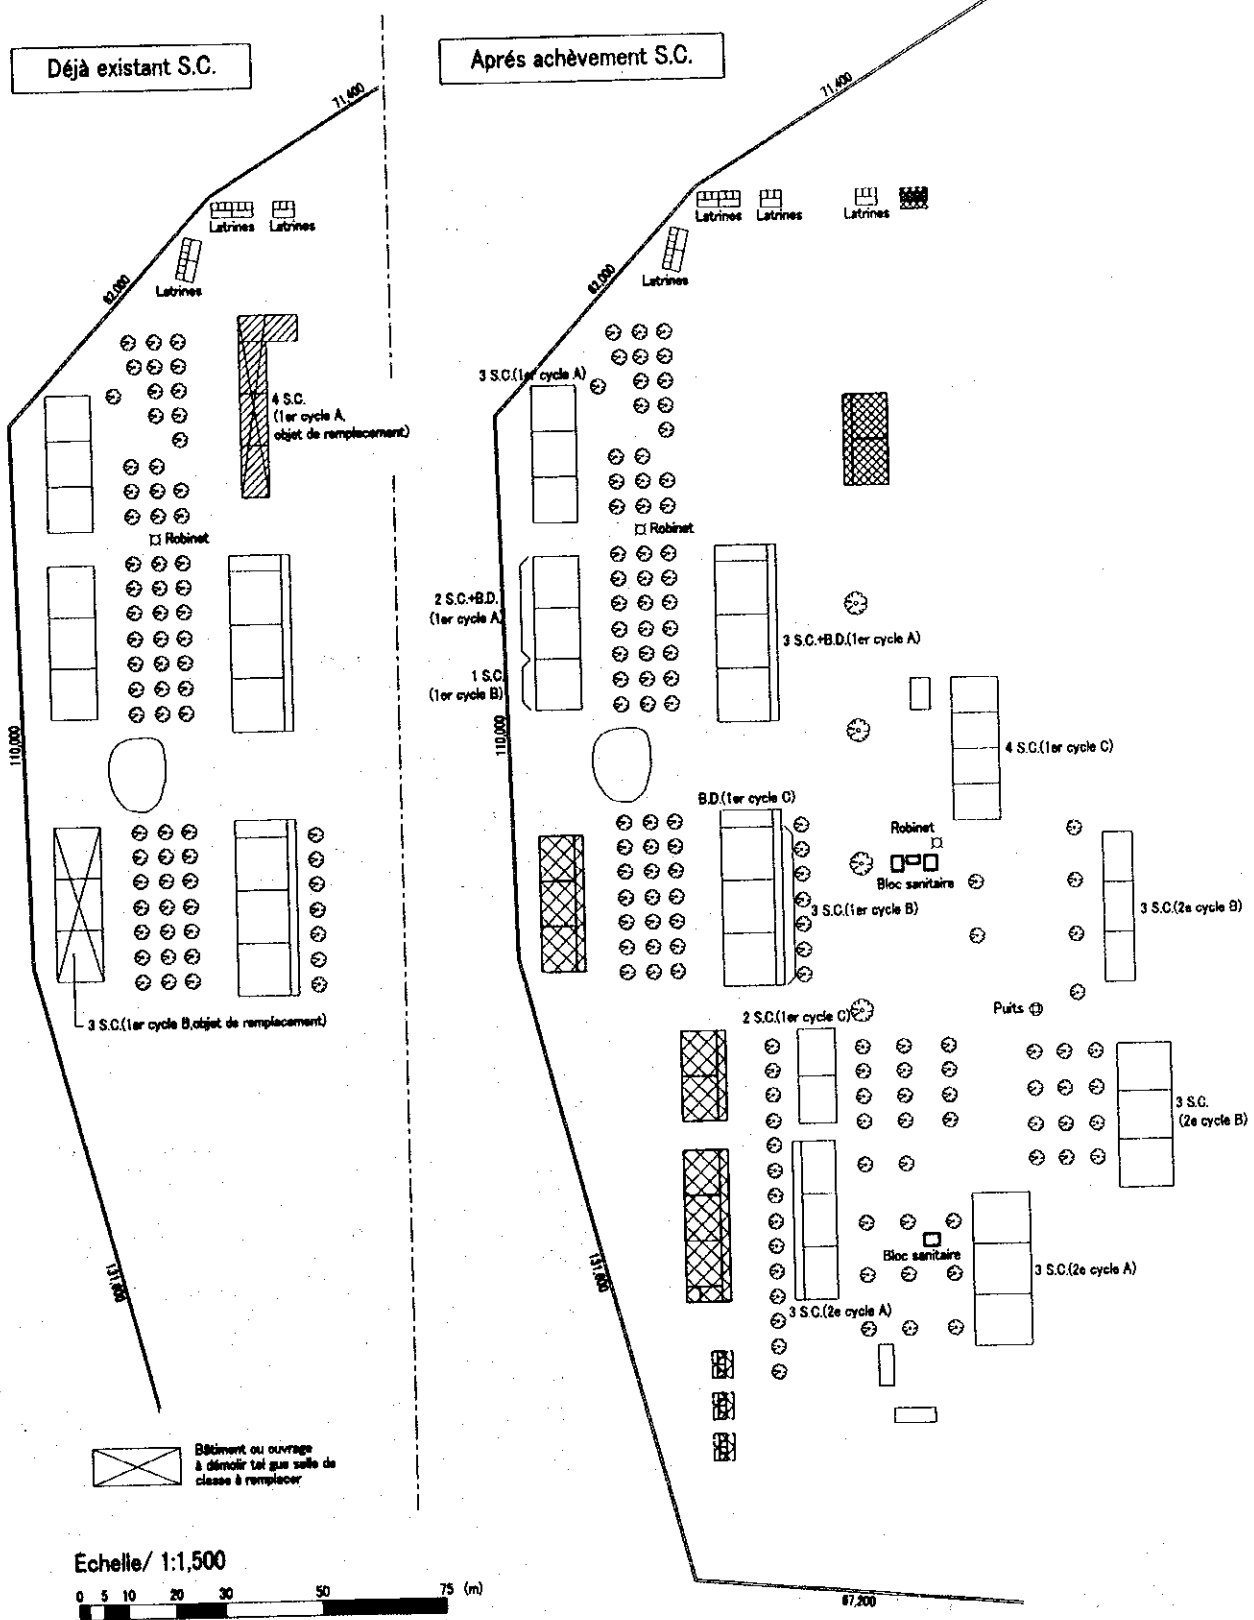 Déjà existant S.C.
71,400
Latrines
Latrines
Latrines
62,000
4 S.C.
(1er cycle A,
objet de remplacement)
Robinet
110,000
3 S.C.(1er cycle B,objet de remplacement)
131,800
Bâtiment ou ouvrage
à démolir tel gue salle de
classe à remplacer
Echelle/ 1:1,500
0 5 10 20 30 50 75 (m)
Aprés achèvement S.C.
71,400
Latrines
Latrines
Latrines
Latrines
62,000
3 S.C.(1er cycle A)
Robinet
2 S.C.+B.D.
(1er cycle A)
3 S.C.+B.D.(1er cycle A)
1 S.C.
(1er cycle B)
110,000
4 S.C.(1er cycle C)
B.D.(1er cycle C)
Robinet
Bloc sanitaire
3 S.C.(1er cycle B)
3 S.C.(2e cycle B)
Puits
2 S.C.(1er cycle C)
3 S.C.
(2e cycle B)
Bloc sanitaire
3 S.C.(2e cycle A)
3 S.C.(2e cycle A)
131,800
67,200